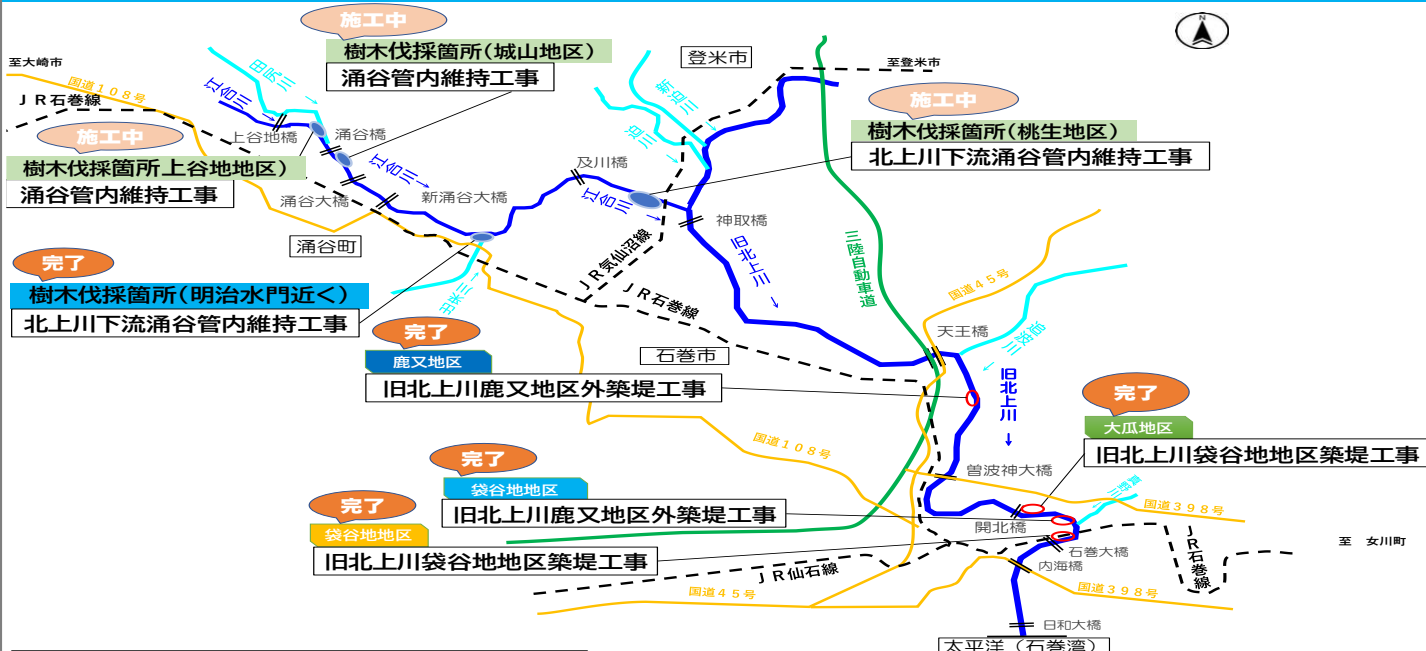 施工中
樹木伐採箇所(城山地区)
涌谷管内維持工事
登米市
至登米市
至大崎市
国道108号
田尻川
江合川
JR石巻線
上谷地橋
涌谷橋
施工中
樹木伐採箇所上谷地地区)
涌谷管内維持工事
江合川
涌谷大橋
新涌谷大橋
涌谷町
及川橋
江合川
新迫川
迫川
施工中
樹木伐採箇所(桃生地区)
北上川下流涌谷管内維持工事
神取橋
旧北上川
三陸自動車道
JR気仙沼線
JR石巻線
完了
樹木伐採箇所(明治水門近く)
北上川下流涌谷管内維持工事
完了
鹿又地区
旧北上川鹿又地区外築堤工事
石巻市
国道45号
天王橋
追波川
旧北上川
国道108号
完了
大瓜地区
旧北上川袋谷地地区築堤工事
曽波神大橋
完了
袋谷地地区
旧北上川鹿又地区外築堤工事
完了
袋谷地地区
旧北上川袋谷地地区築堤工事
国道398号
開北橋
石巻大橋
内海橋
JR石巻線
至 女川町
JR仙石線
国道45号
国道398号
日和大橋
太平洋(石巻湾)